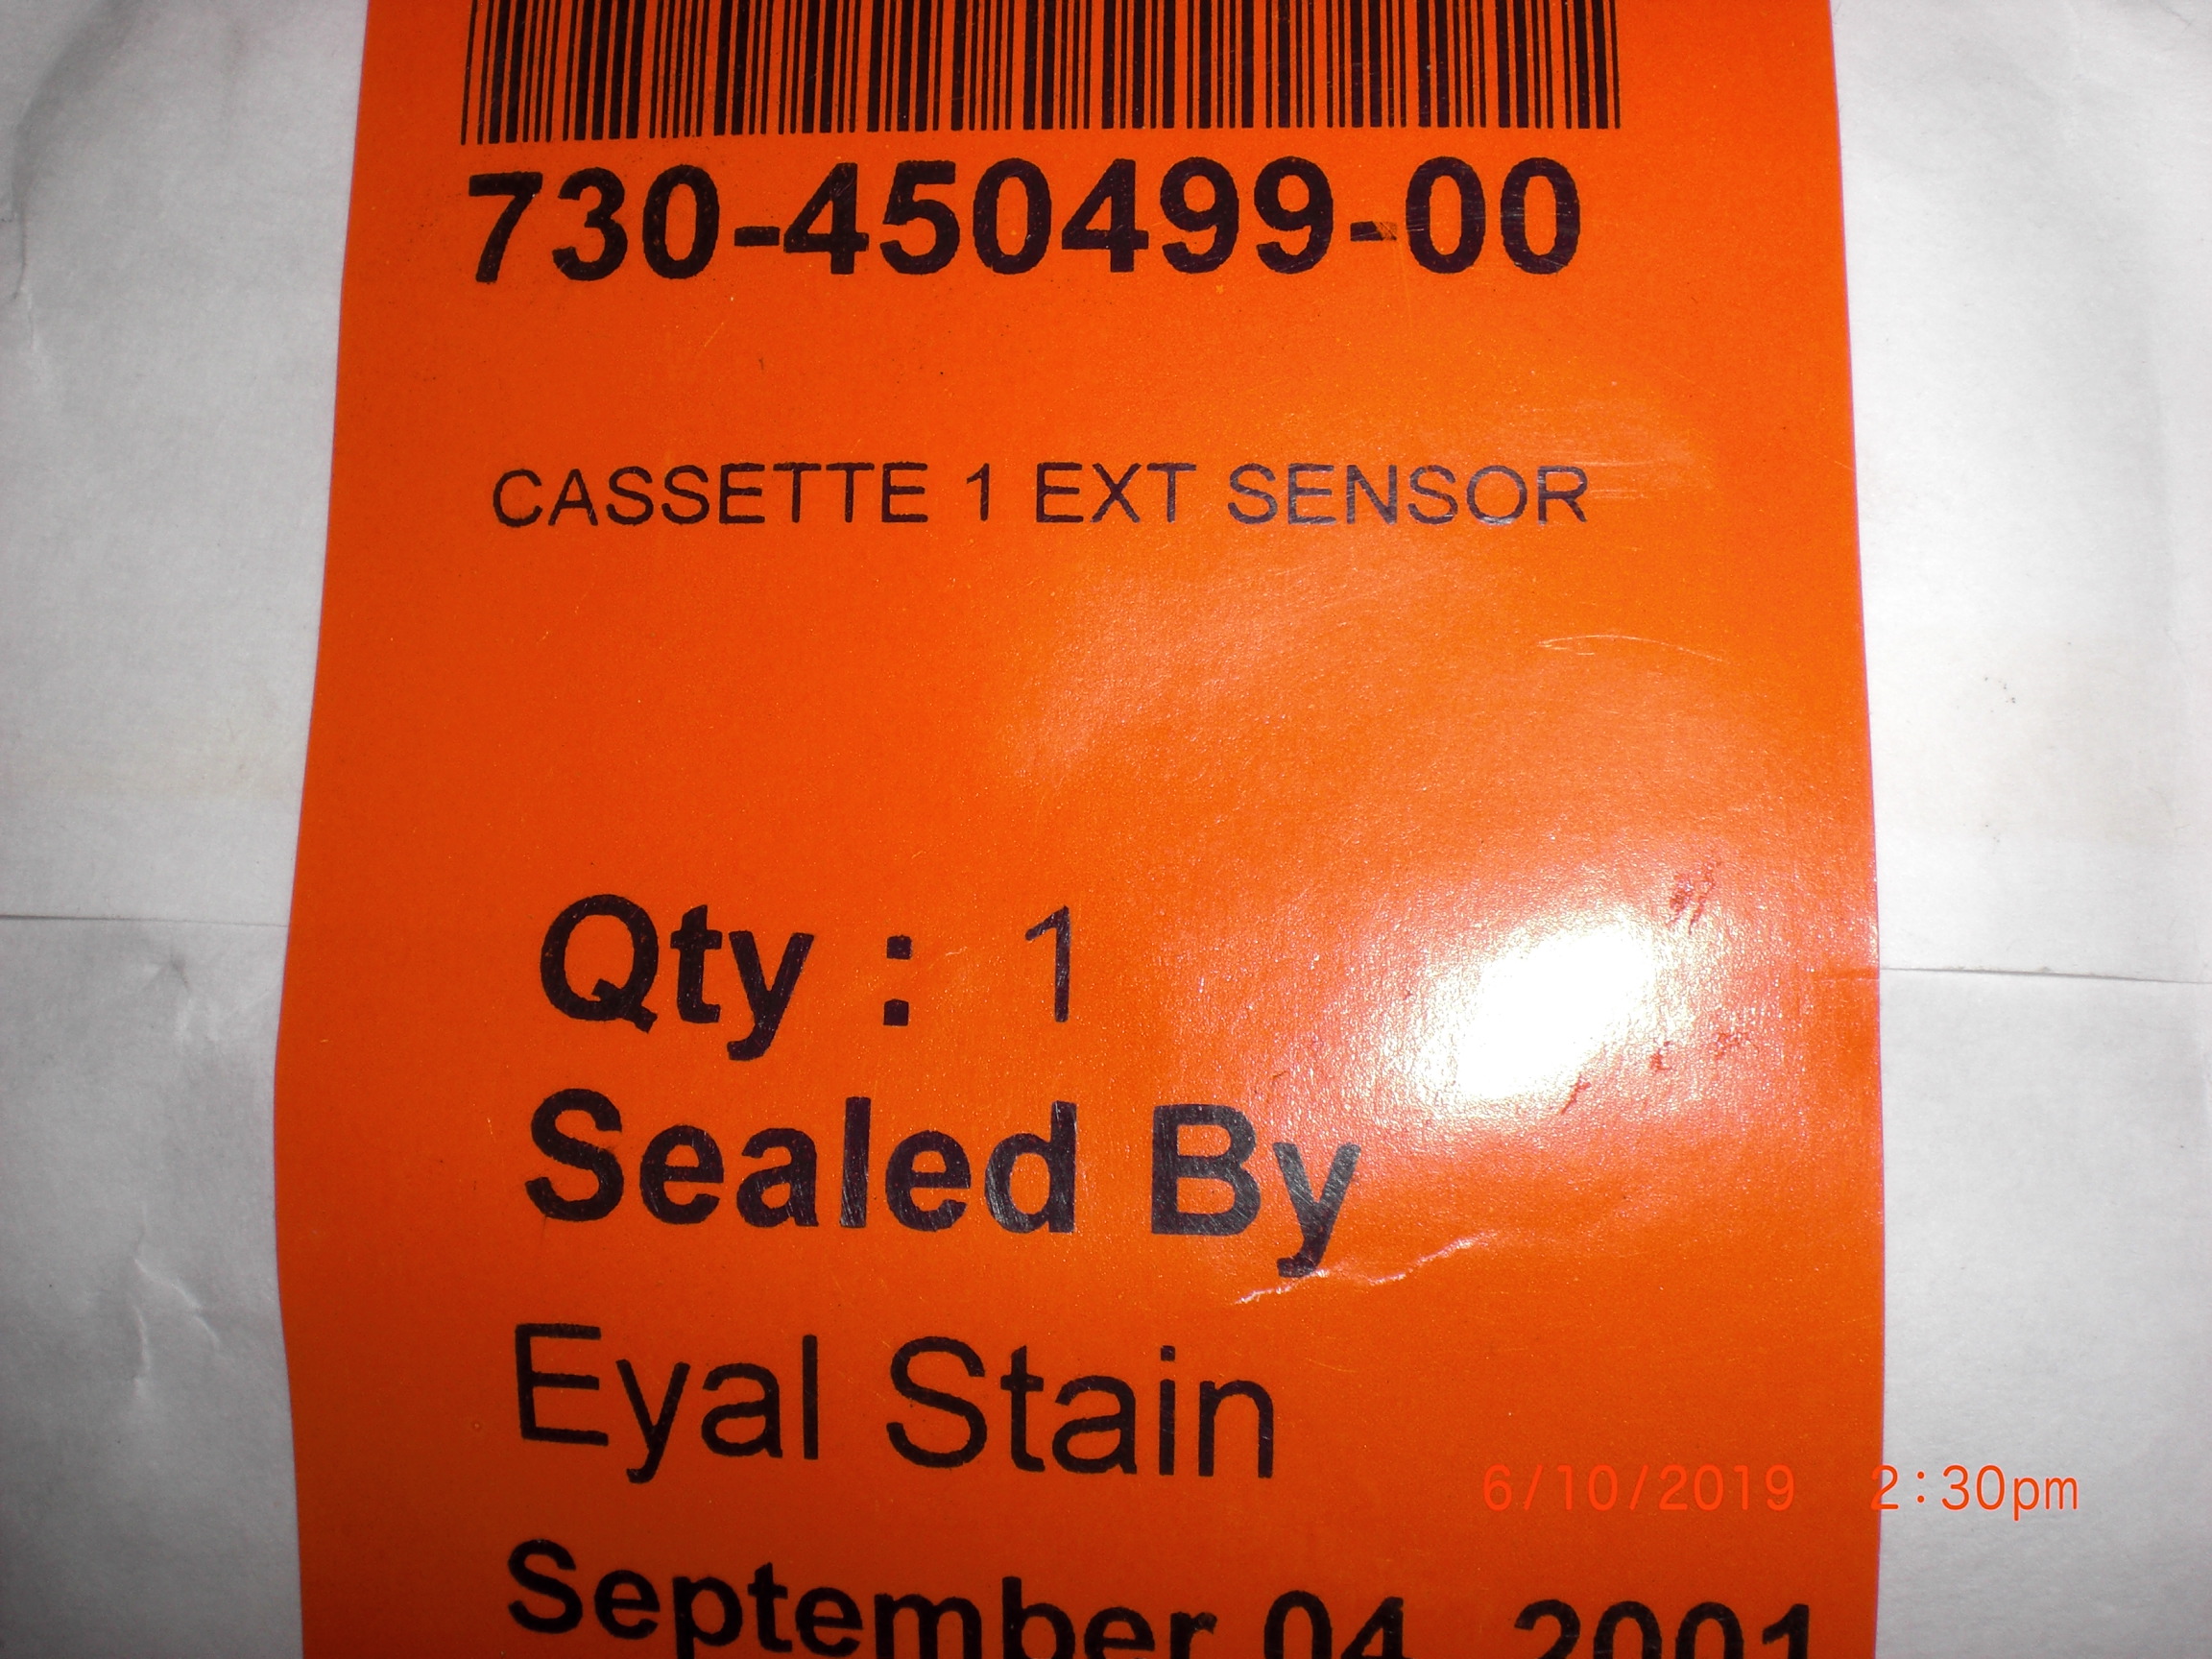 730-450499-00
CASSETTE 1 EXT SENSOR
Qty : 1
Sealed By
Eyal Stain
6/10/2019 2:30pm
September 04, 2001